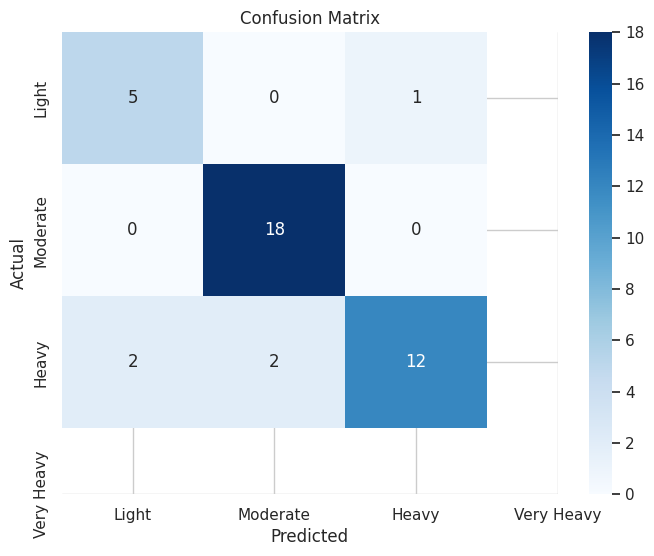 Confusion Matrix
Actual
Light
5 0 1
Moderate
0 18 0
Heavy
2 2 12
Very Heavy
Light Moderate Heavy Very Heavy
Predicted
18
16
14
12
10
8
6
4
2
0